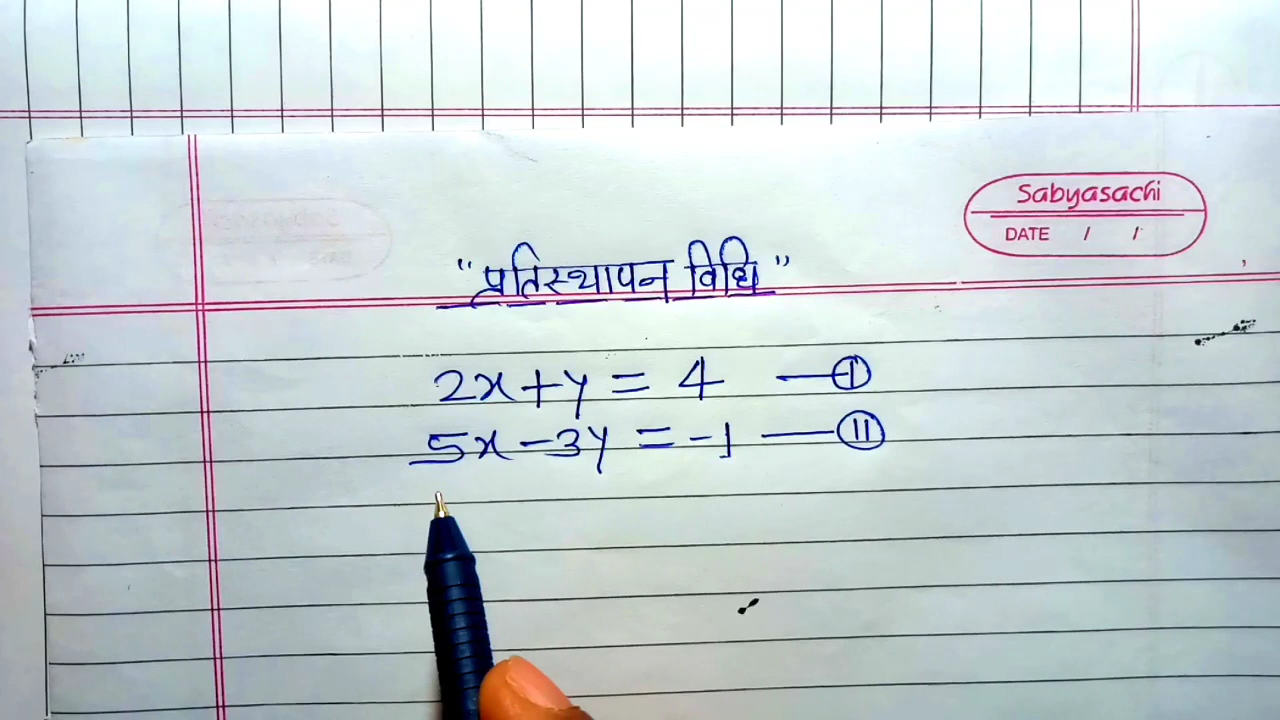 Sabyasachi
DATE / /
"प्रतिस्थापन विधि"
2x + y = 4 —Ⓘ
5x - 3y = -1 —Ⓘⓘ